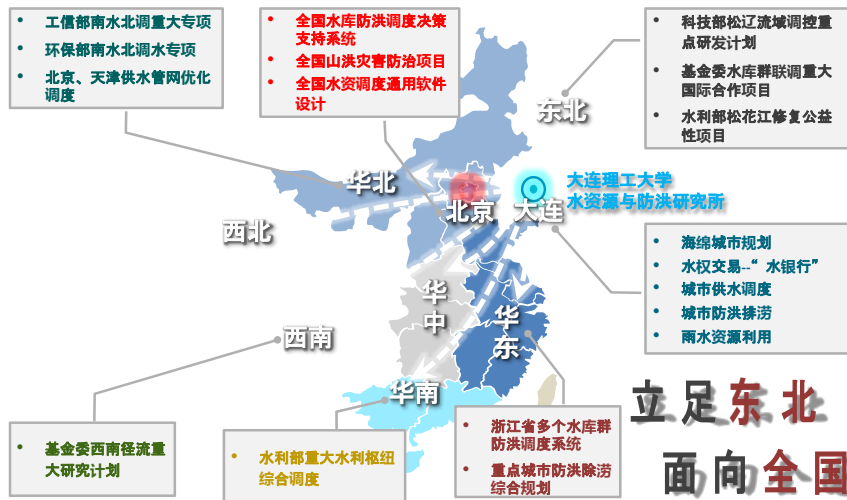 • 工信部南水北调重大专项
• 环保部南水北调水专项
• 北京、天津供水管网优化
调度
• 全国水库防洪调度决策
支持系统
• 全国山洪灾害防治项目
• 全国水资调度通用软件
设计
• 科技部松辽流域调控重
点研发计划
• 基金委水库群联调重大
国际合作项目
• 水利部松花江修复公益
性项目
东北
华北
北京
大连
大连理工大学
水资源与防洪研究所
西北
• 海绵城市规划
• 水权交易--“水银行”
• 城市供水调度
• 城市防洪排涝
• 雨水资源利用
华
中
华
东
西南
华南
• 基金委西南径流重
大研究计划
• 水利部重大水利枢纽
综合调度
• 浙江省多个水库群
防洪调度系统
• 重点城市防洪除涝
综合规划
立足东北
面向全国